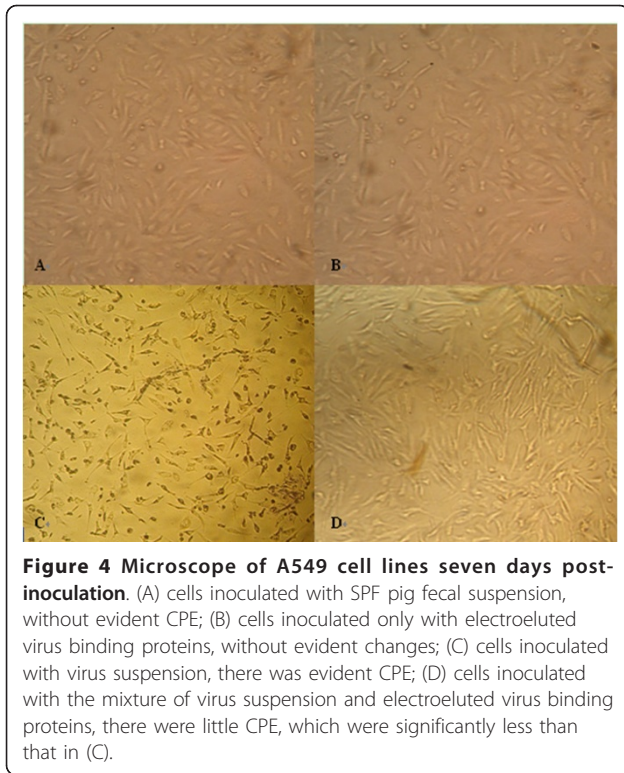 A
B
C
D
Figure 4 Microscope of A549 cell lines seven days post-
inoculation. (A) cells inoculated with SPF pig fecal suspension,
without evident CPE; (B) cells inoculated only with electroeluted
virus binding proteins, without evident changes; (C) cells inoculated
with virus suspension, there was evident CPE; (D) cells inoculated
with the mixture of virus suspension and electroeluted virus binding
proteins, there were little CPE, which were significantly less than
that in (C).